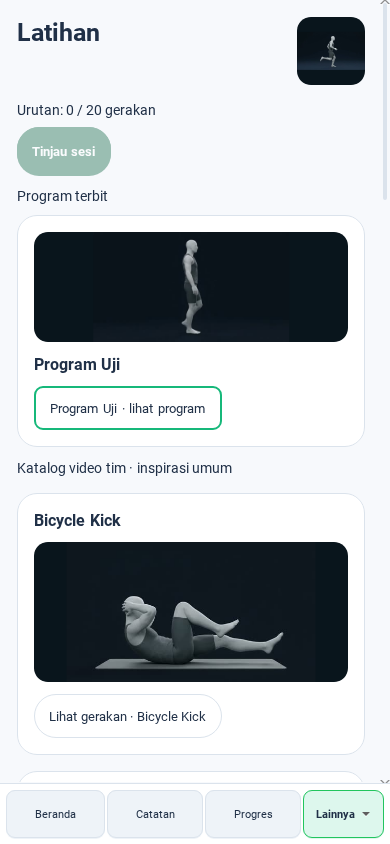 Latihan
Urutan: 0 / 20 gerakan
Tinjau sesi
Program terbit
Program Uji
Program Uji · lihat program
Katalog video tim · inspirasi umum
Bicycle Kick
Lihat gerakan · Bicycle Kick
Beranda
Catatan
Progres
Lainnya